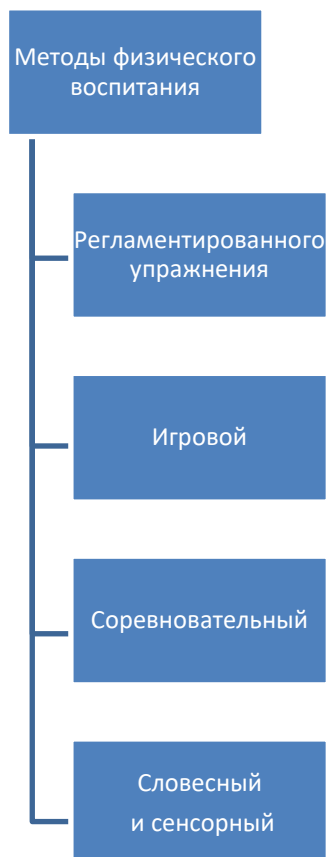 Методы физического
воспитания
Регламентированного
упражнения
Игровой
Соревновательный
Словесный
и сенсорный